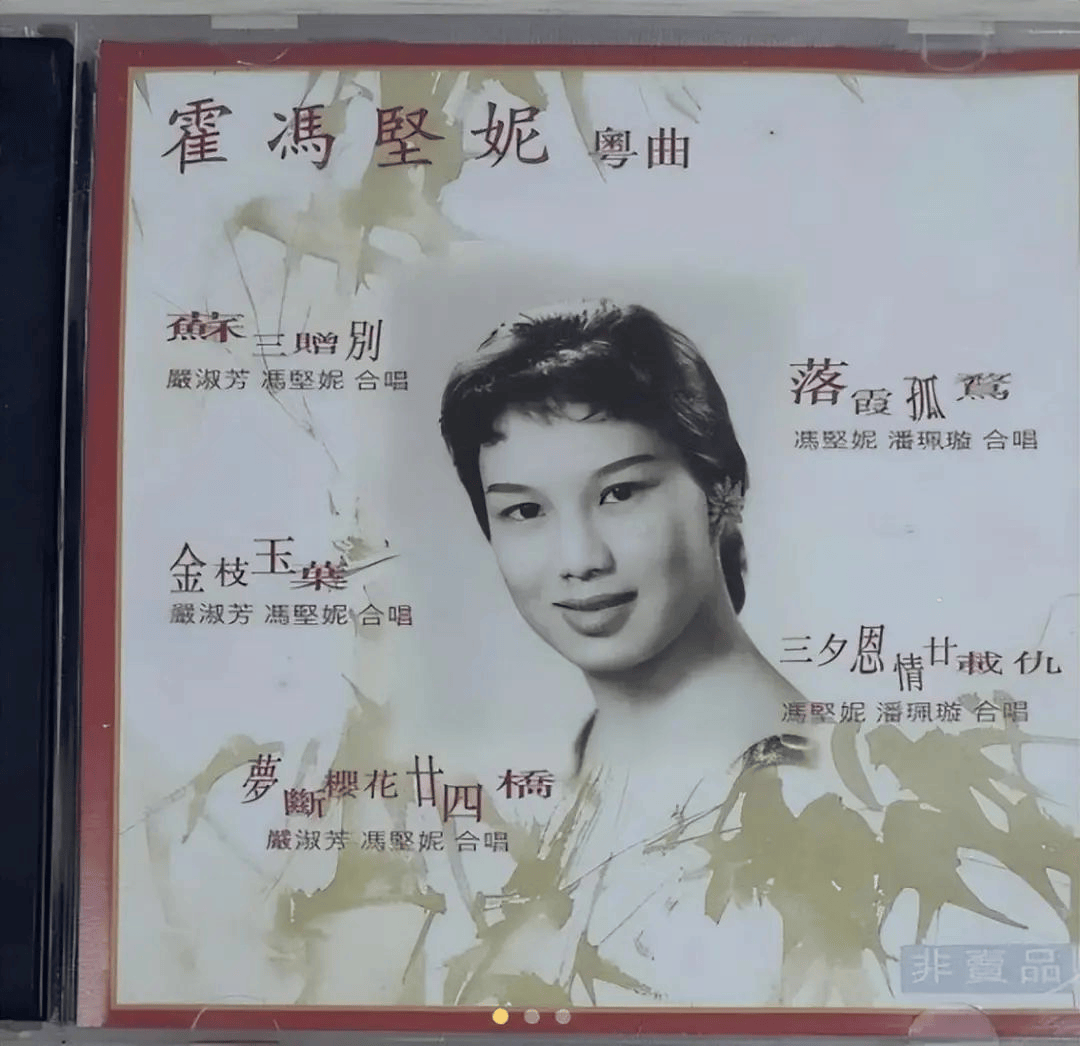 霍馮堅妮 粵曲
蘇三贈別
嚴淑芳 馮堅妮 合唱
落霞孤鶩
馮堅妮 潘珮璇 合唱
金枝玉葉
嚴淑芳 馮堅妮 合唱
三夕恩情廿載仇
馮堅妮 潘珮璇 合唱
夢斷櫻花廿四橋
嚴淑芳 馮堅妮 合唱
非賣品